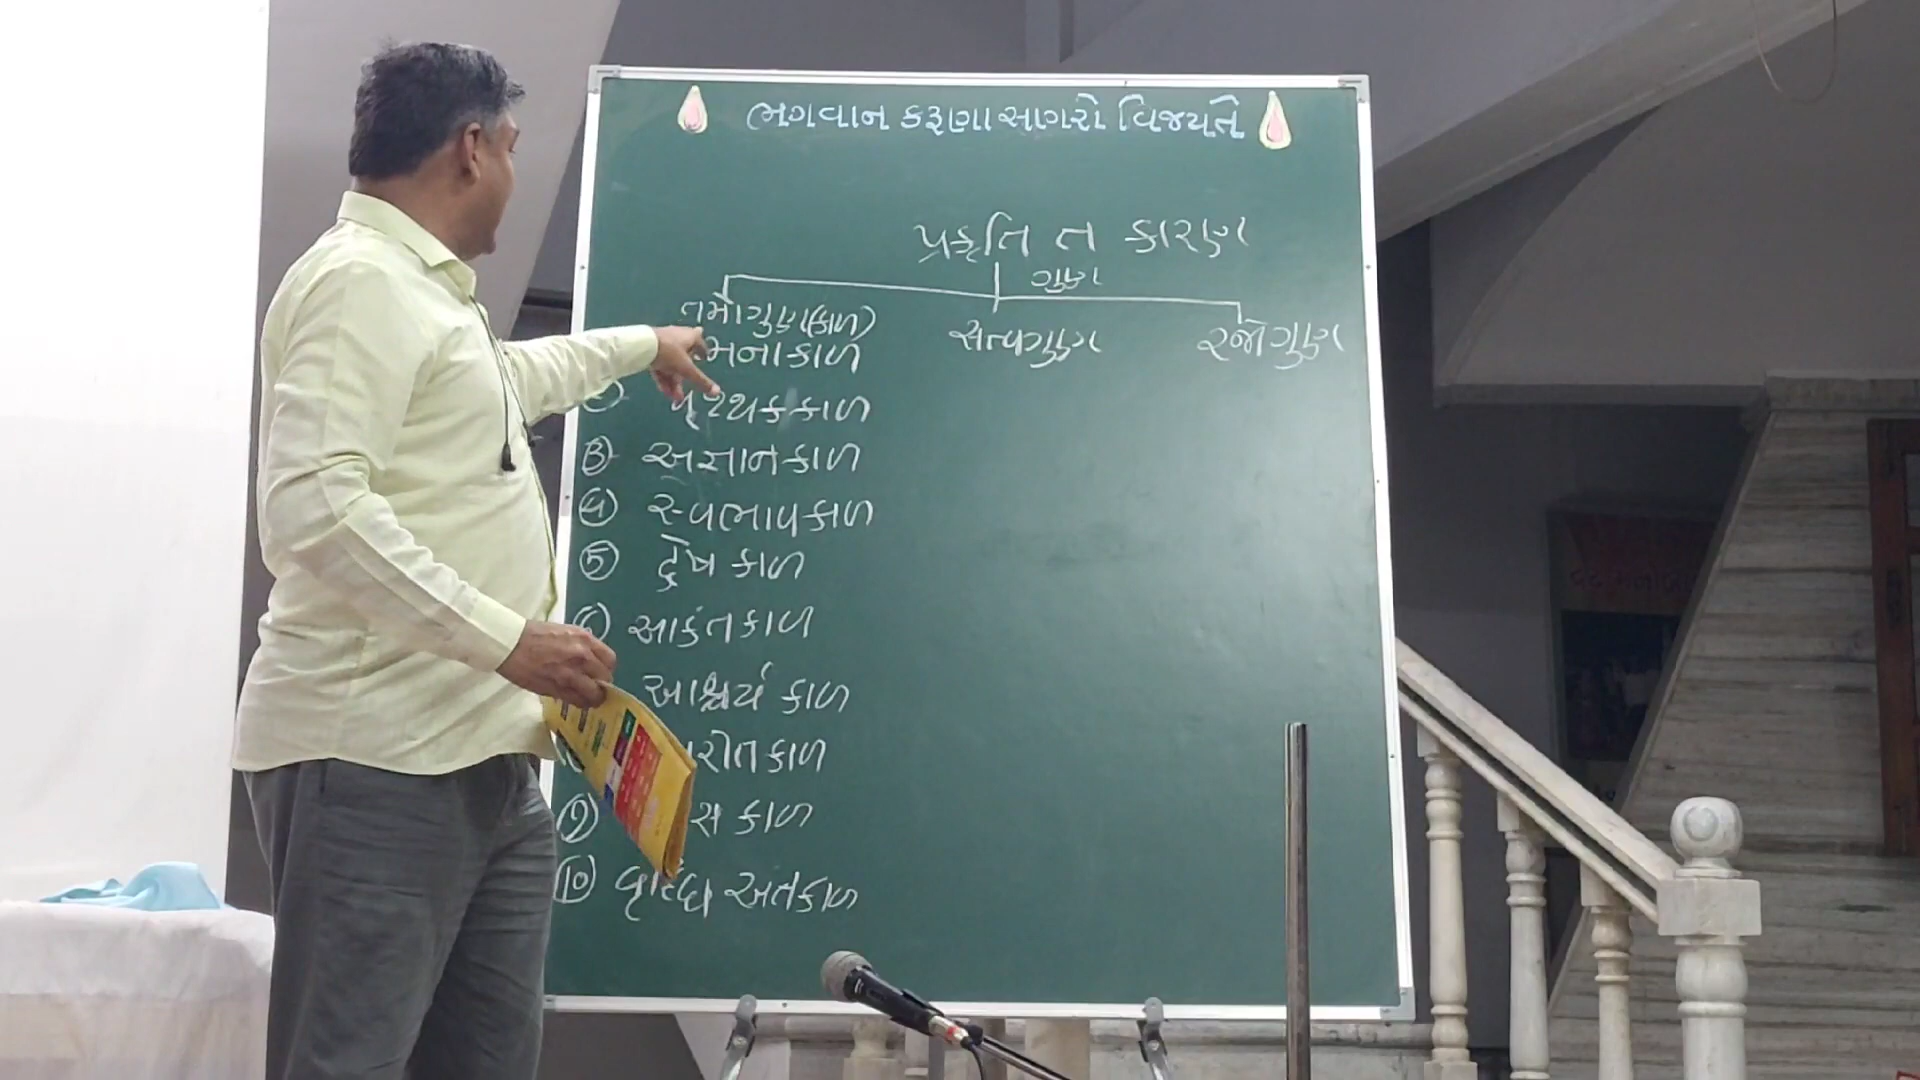 ભગવાન કરૂણાસાગરો વિજયતે
પ્રકૃતિ ત કારણ
ગુણ
તમોગુણ(કાળ)
સત્વગુણ
રજોગુણ
મનાકાળ
પૃથ્થકકાળ
③ અજ્ઞાનકાળ
④ સ્વભાવકાળ
⑤ દ્વેષ કાળ
⑥ આકંતકાળ
આશ્ચર્ય કાળ
રોતકાળ
⑨ સ કાળ
⑩ વૃધ્ધિ અંતકાળ